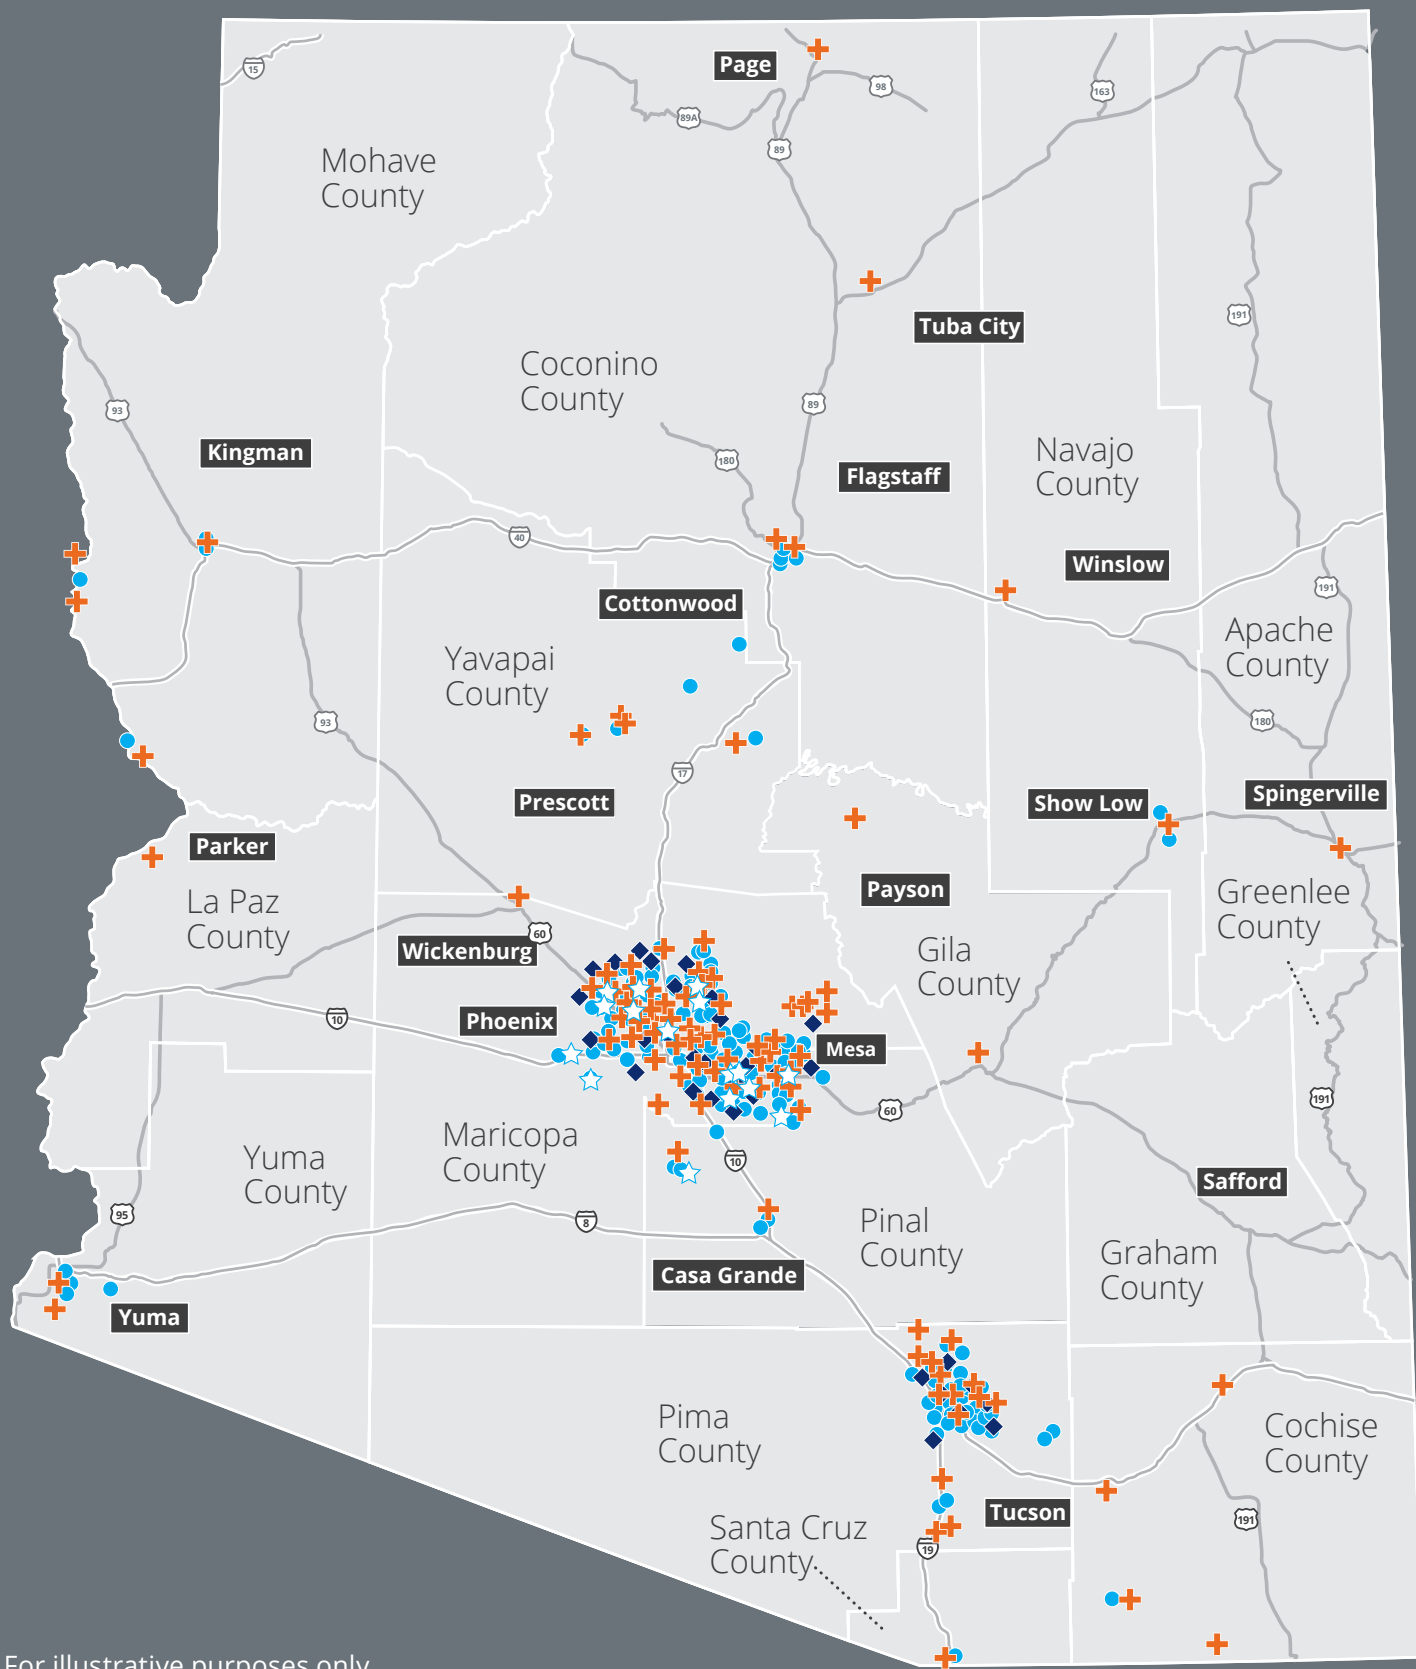 15
Page
98
163
89A
89
Mohave
County
Tuba City
191
Coconino
County
93
89
Kingman
180
Flagstaff
Navajo
County
40
Winslow
191
Cottonwood
Apache
County
Yavapai
County
93
180
17
Prescott
Show Low
Spingerville
Parker
Payson
La Paz
County
Greenlee
County
60
Wickenburg
Gila
County
10
Phoenix
Mesa
191
60
Maricopa
County
Yuma
County
10
Safford
95
8
Pinal
County
Graham
County
Casa Grande
Yuma
Pima
County
Cochise
County
Tucson
Santa Cruz
County
191
19
For illustrative purposes only